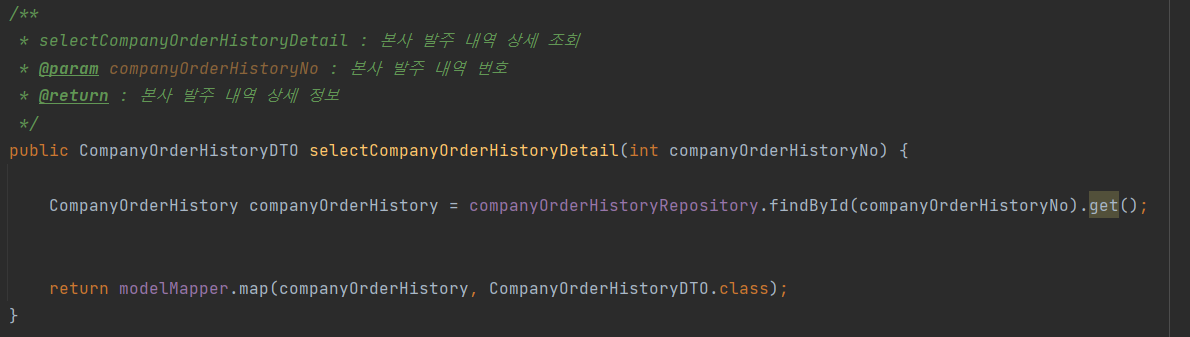 /**
 * selectCompanyOrderHistoryDetail : 본사 발주 내역 상세 조회
 * @param companyOrderHistoryNo : 본사 발주 내역 번호
 * @return : 본사 발주 내역 상세 정보
 */
public CompanyOrderHistoryDTO selectCompanyOrderHistoryDetail(int companyOrderHistoryNo) {
    CompanyOrderHistory companyOrderHistory = companyOrderHistoryRepository.findById(companyOrderHistoryNo).get();
    return modelMapper.map(companyOrderHistory, CompanyOrderHistoryDTO.class);
}